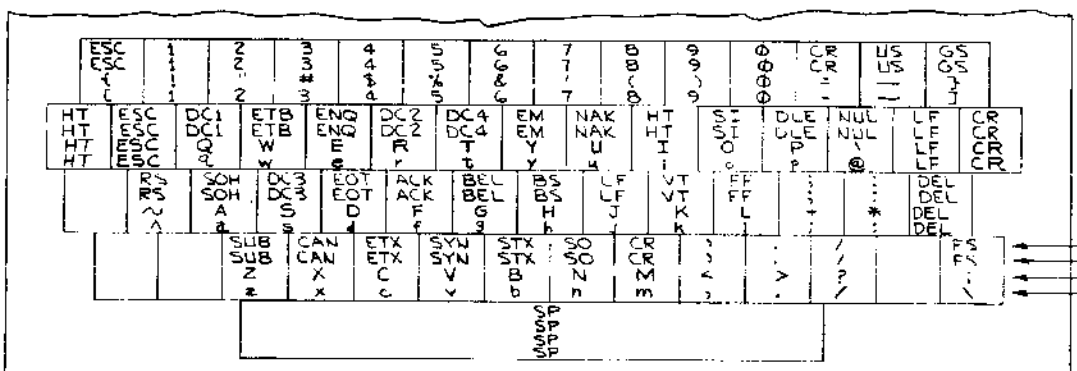 ESC 1 2 3 4 5 6 7 8 9 0 CR US GS
ESC 1 2 3 4 5 6 7 8 9 0 CR US GS
{ ! " # $ % & ' ( ) 0 = }
[ 1 2 3 4 5 6 7 8 9 0 - ]
HT ESC DC1 ETB ENQ DC2 DC4 EM NAK HT SI DLE NUL LF CR
HT ESC DC1 ETB ENQ DC2 DC4 EM NAK HT SI DLE NUL LF CR
HT ESC Q W E R T Y U I O P \ LF CR
HT ESC q w e r t y u i o p @ LF CR
RS SOH DC3 EOT ACK BEL BS LF VT FF ; : DEL
RS SOH DC3 EOT ACK BEL BS LF VT FF ; : DEL
~ A S D F G H J K L + * DEL
^ a s d f g h j k l ; : DEL
SUB CAN ETX SYN STX SO CR , . / FS
SUB CAN ETX SYN STX SO CR , . / FS
Z X C V B N M < > ?
z x c v b n m , . / \
SP
SP
SP
SP